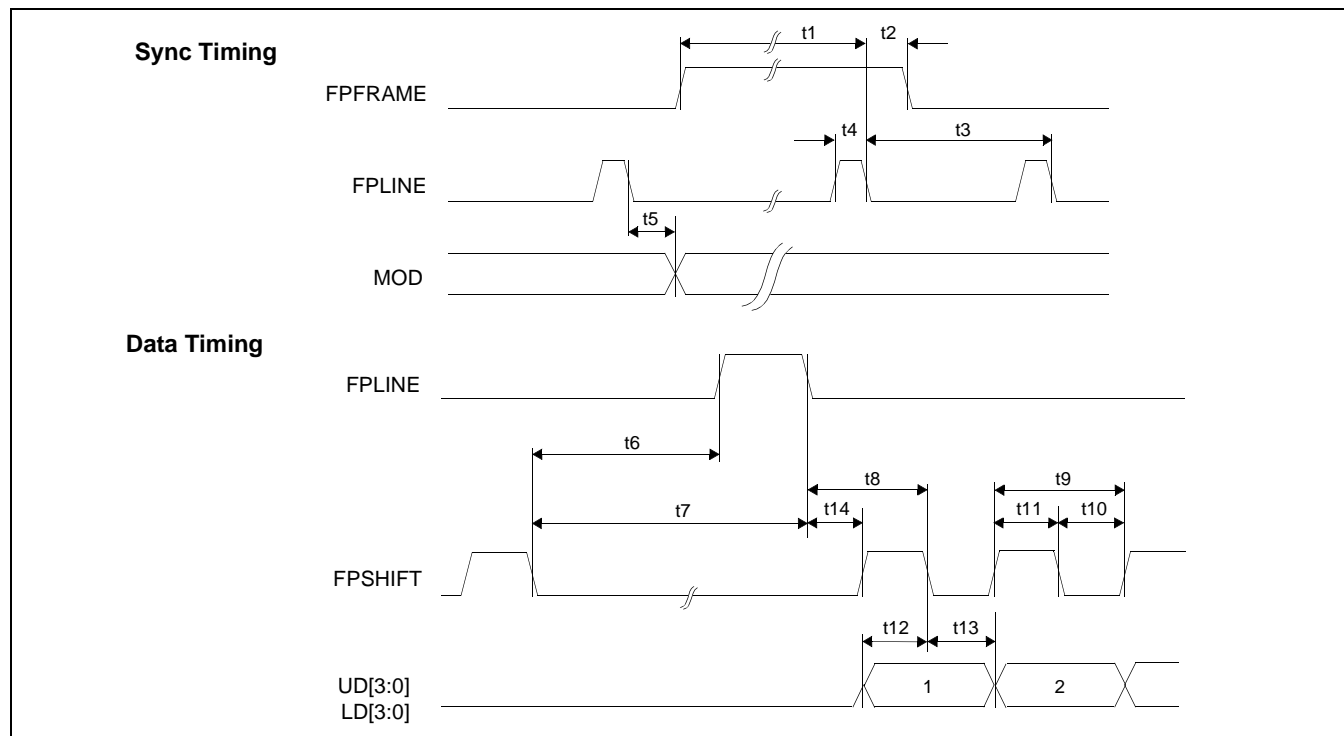 Sync Timing
t1
t2
FPFRAME
t4
t3
FPLINE
t5
MOD
Data Timing
FPLINE
t6
t8
t9
t7
t14
t11
t10
FPSHIFT
t12
t13
UD[3:0]
1
2
LD[3:0]